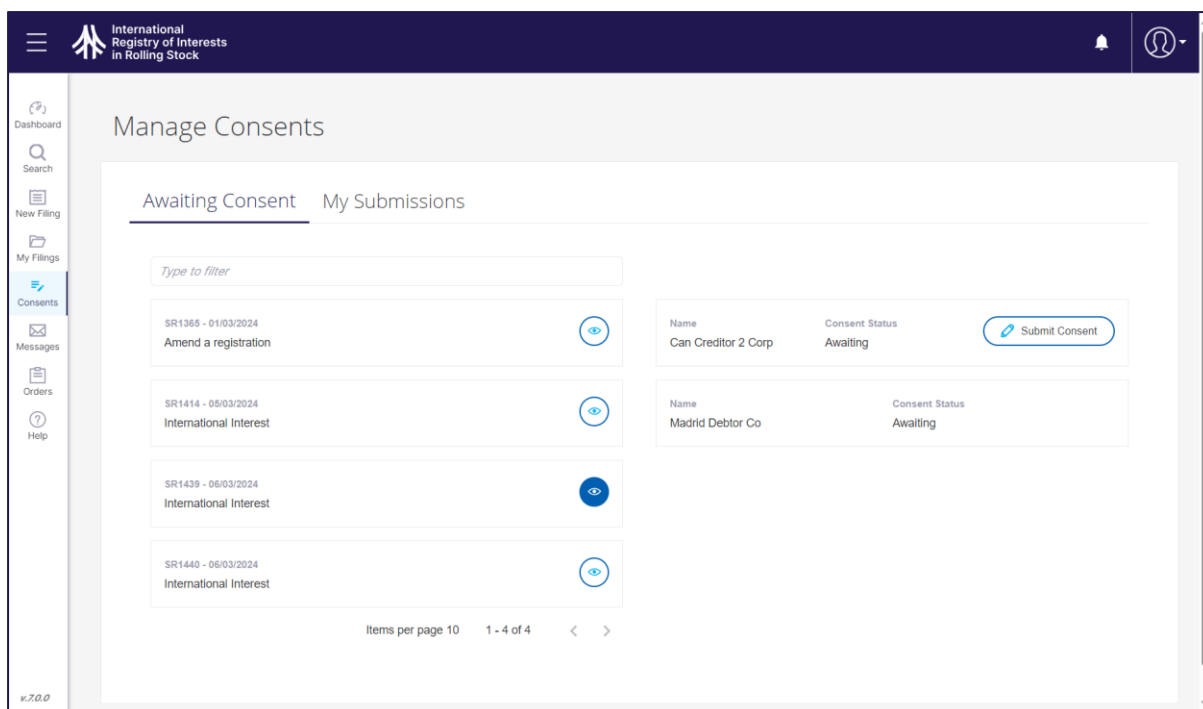 International
Registry of Interests
in Rolling Stock
Dashboard
Search
New Filing
My Filings
Consents
Messages
Orders
Help
v.7.0.0
Manage Consents
Awaiting Consent My Submissions
Type to filter
SR1365 - 01/03/2024
Amend a registration
SR1414 - 05/03/2024
International Interest
SR1439 - 06/03/2024
International Interest
SR1440 - 06/03/2024
International Interest
Items per page 10 1 - 4 of 4
Name Consent Status
Can Creditor 2 Corp Awaiting Submit Consent
Name Consent Status
Madrid Debtor Co Awaiting